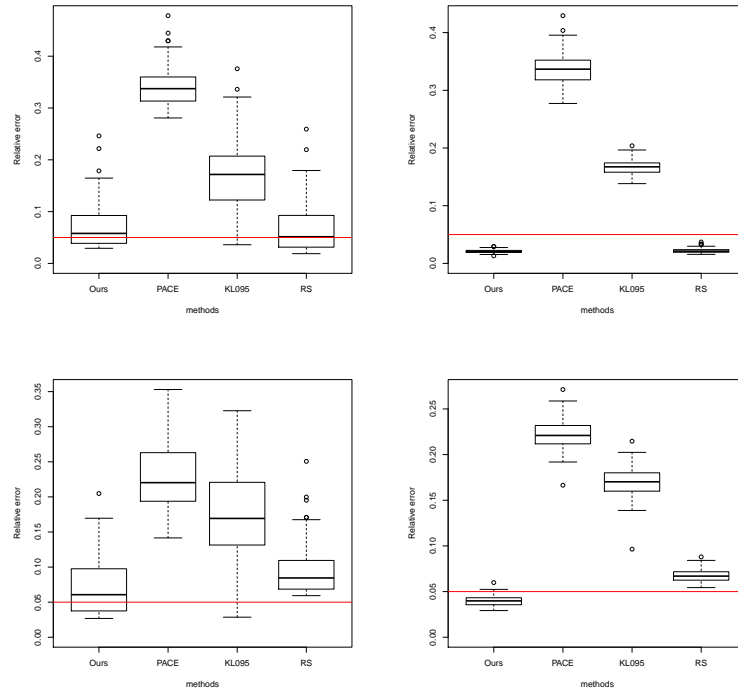 0.0 0.1 0.2 0.3 0.4
Relative error
Ours PACE KL095 RS
methods
0.0 0.1 0.2 0.3 0.4
Relative error
Ours PACE KL095 RS
methods
0.00 0.05 0.10 0.15 0.20 0.25 0.30 0.35
Relative error
Ours PACE KL095 RS
methods
0.00 0.05 0.10 0.15 0.20 0.25
Relative error
Ours PACE KL095 RS
methods